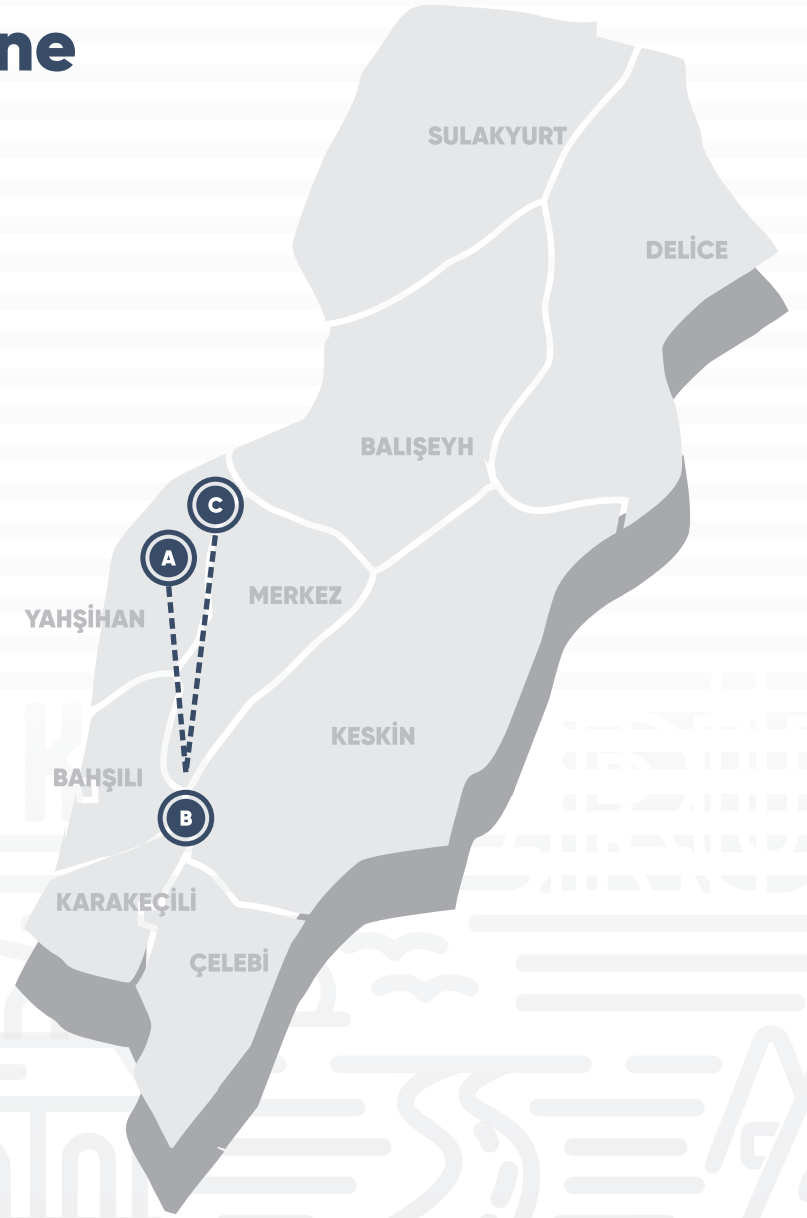 ne
SULAKYURT
DELİCE
BALIŞEYH
C
A
MERKEZ
YAHŞİHAN
KESKİN
BAHŞILI
B
KARAKEÇİLİ
ÇELEBİ